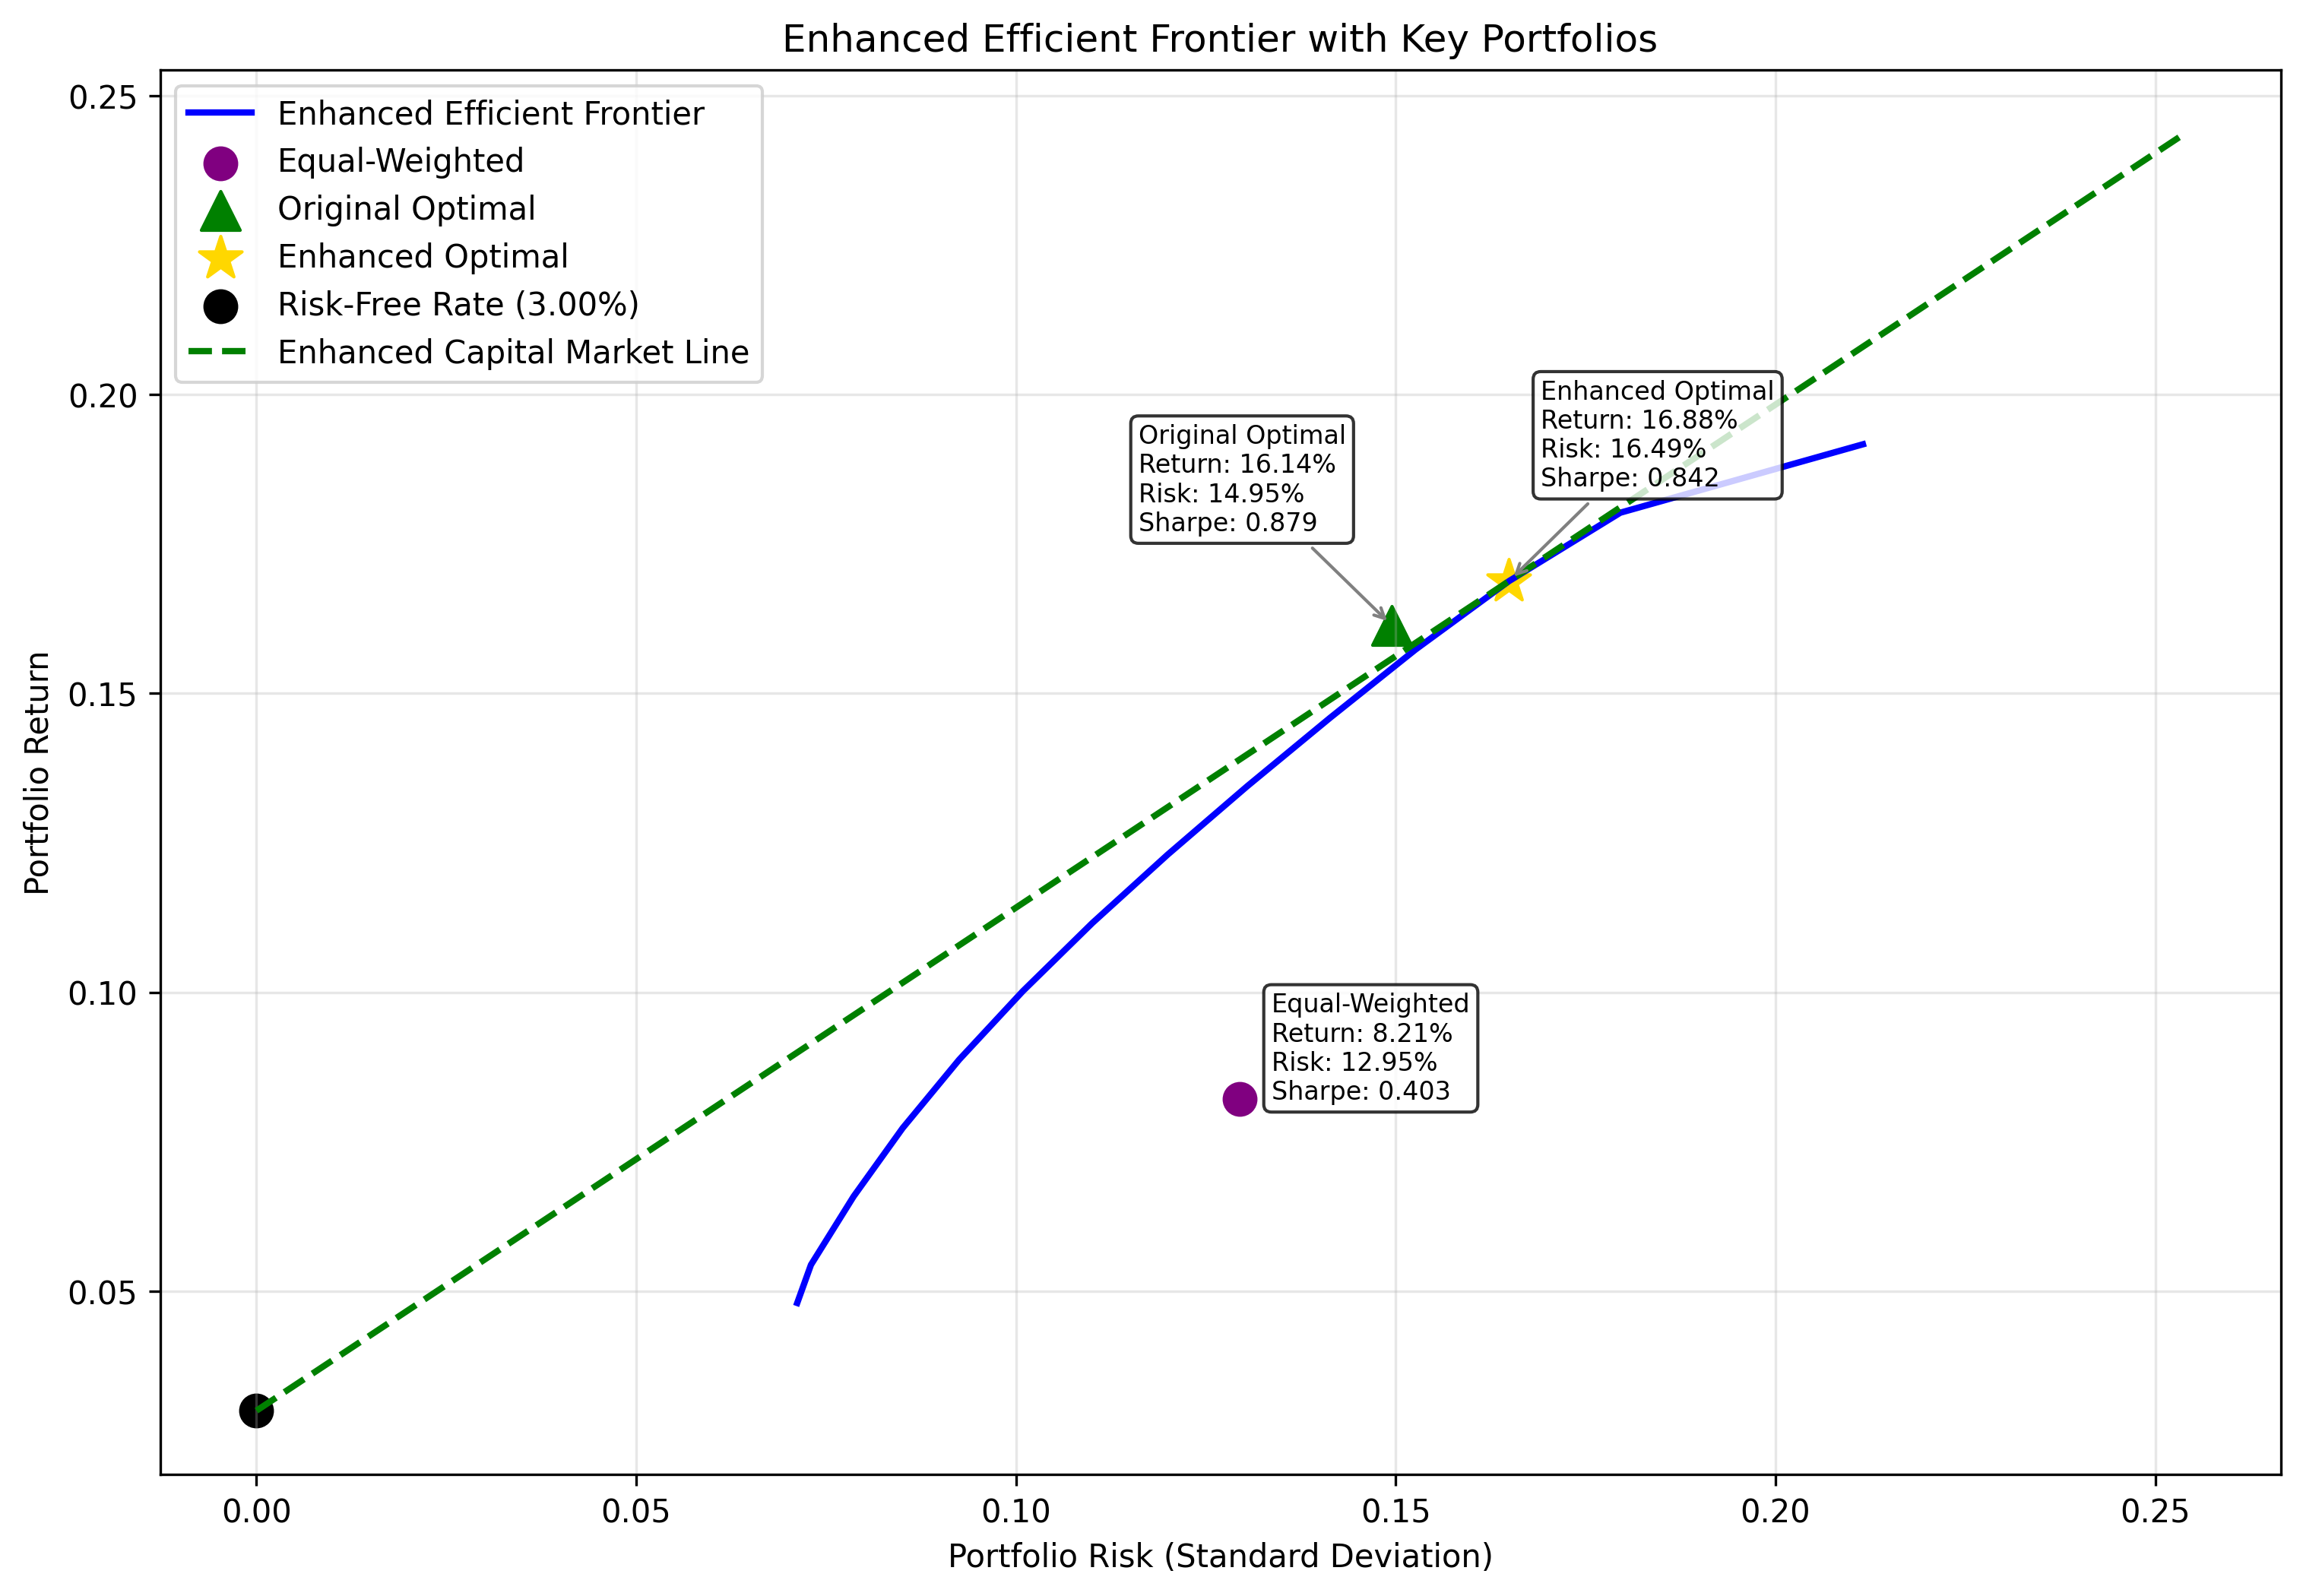 Enhanced Efficient Frontier with Key Portfolios
Enhanced Efficient Frontier
Equal-Weighted
Original Optimal
Enhanced Optimal
Risk-Free Rate (3.00%)
Enhanced Capital Market Line
Original Optimal
Return: 16.14%
Risk: 14.95%
Sharpe: 0.879
Enhanced Optimal
Return: 16.88%
Risk: 16.49%
Sharpe: 0.842
Equal-Weighted
Return: 8.21%
Risk: 12.95%
Sharpe: 0.403
Portfolio Return
0.25
0.20
0.15
0.10
0.05
0.00
0.05
0.10
0.15
0.20
0.25
Portfolio Risk (Standard Deviation)